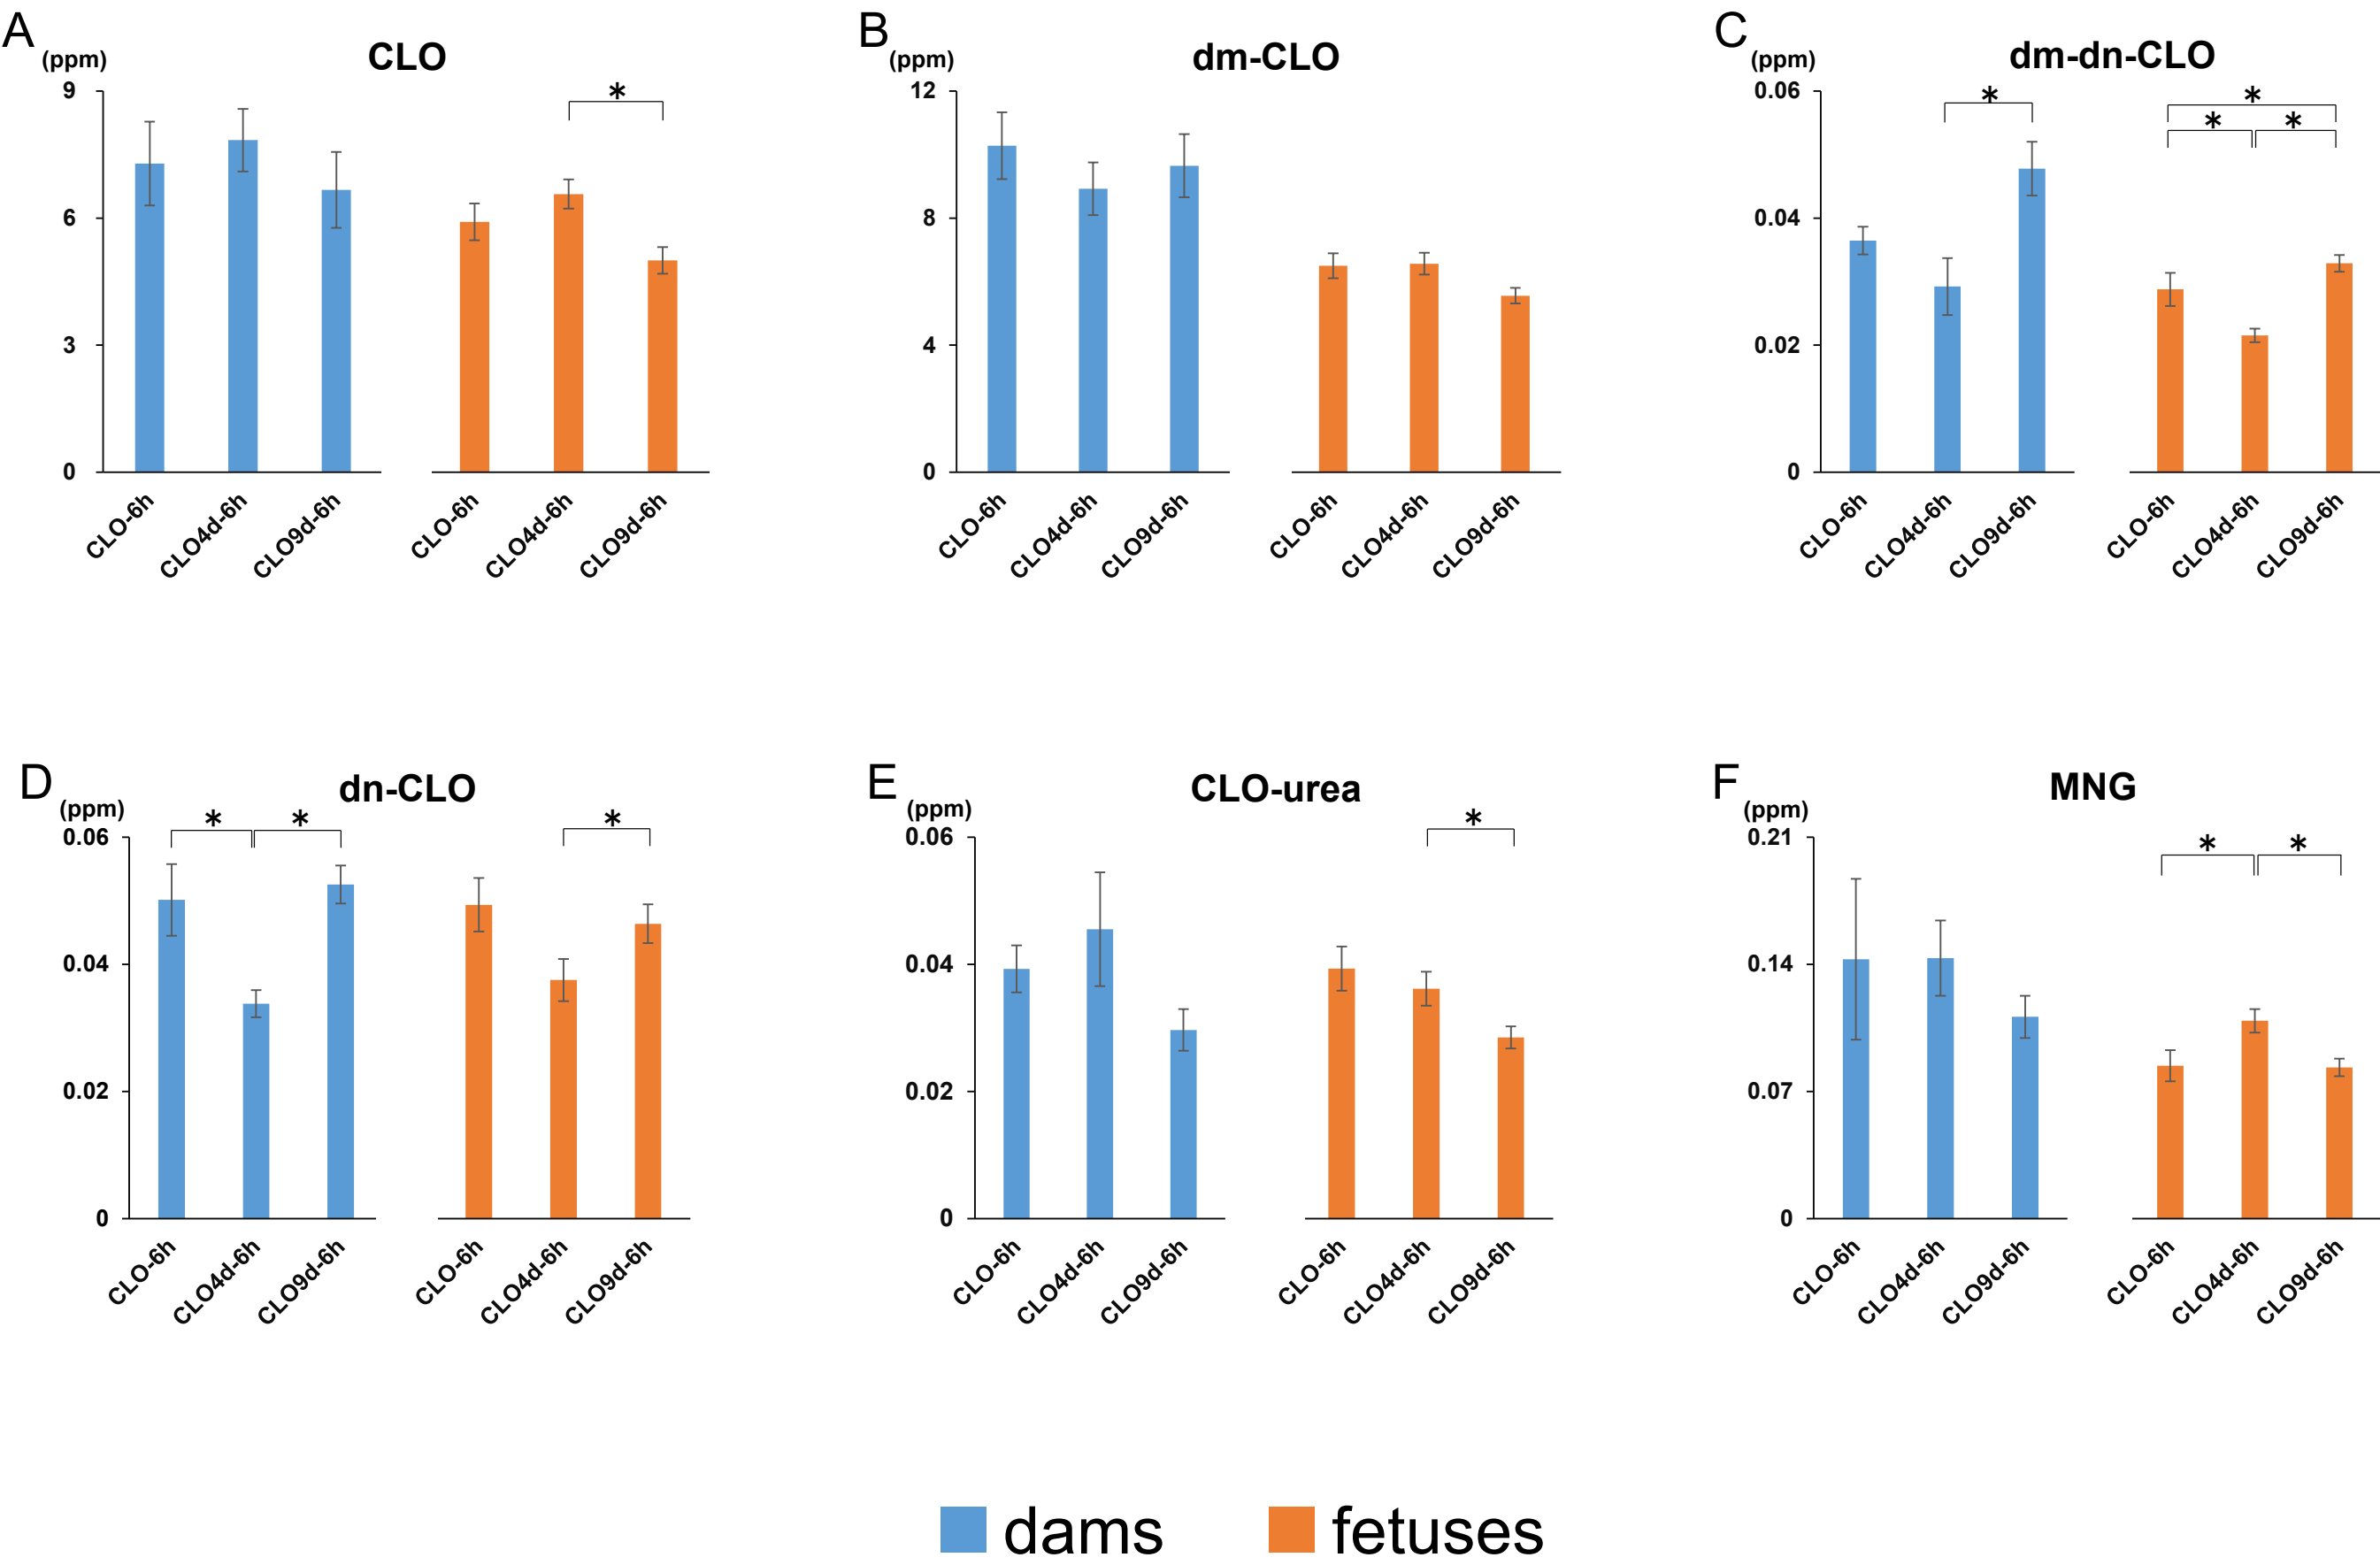 A
(ppm)
CLO
9
6
3
0
*
CLO-6h
CLO4d-6h
CLO9d-6h
CLO-6h
CLO4d-6h
CLO9d-6h
B
(ppm)
dm-CLO
12
8
4
0
CLO-6h
CLO4d-6h
CLO9d-6h
CLO-6h
CLO4d-6h
CLO9d-6h
C
(ppm)
dm-dn-CLO
0.06
0.04
0.02
0
*
*
* *
CLO-6h
CLO4d-6h
CLO9d-6h
CLO-6h
CLO4d-6h
CLO9d-6h
D
(ppm)
dn-CLO
0.06
0.04
0.02
0
* * *
CLO-6h
CLO4d-6h
CLO9d-6h
CLO-6h
CLO4d-6h
CLO9d-6h
E
(ppm)
CLO-urea
0.06
0.04
0.02
0
*
CLO-6h
CLO4d-6h
CLO9d-6h
CLO-6h
CLO4d-6h
CLO9d-6h
F
(ppm)
MNG
0.21
0.14
0.07
0
* *
CLO-6h
CLO4d-6h
CLO9d-6h
CLO-6h
CLO4d-6h
CLO9d-6h
dams
fetuses